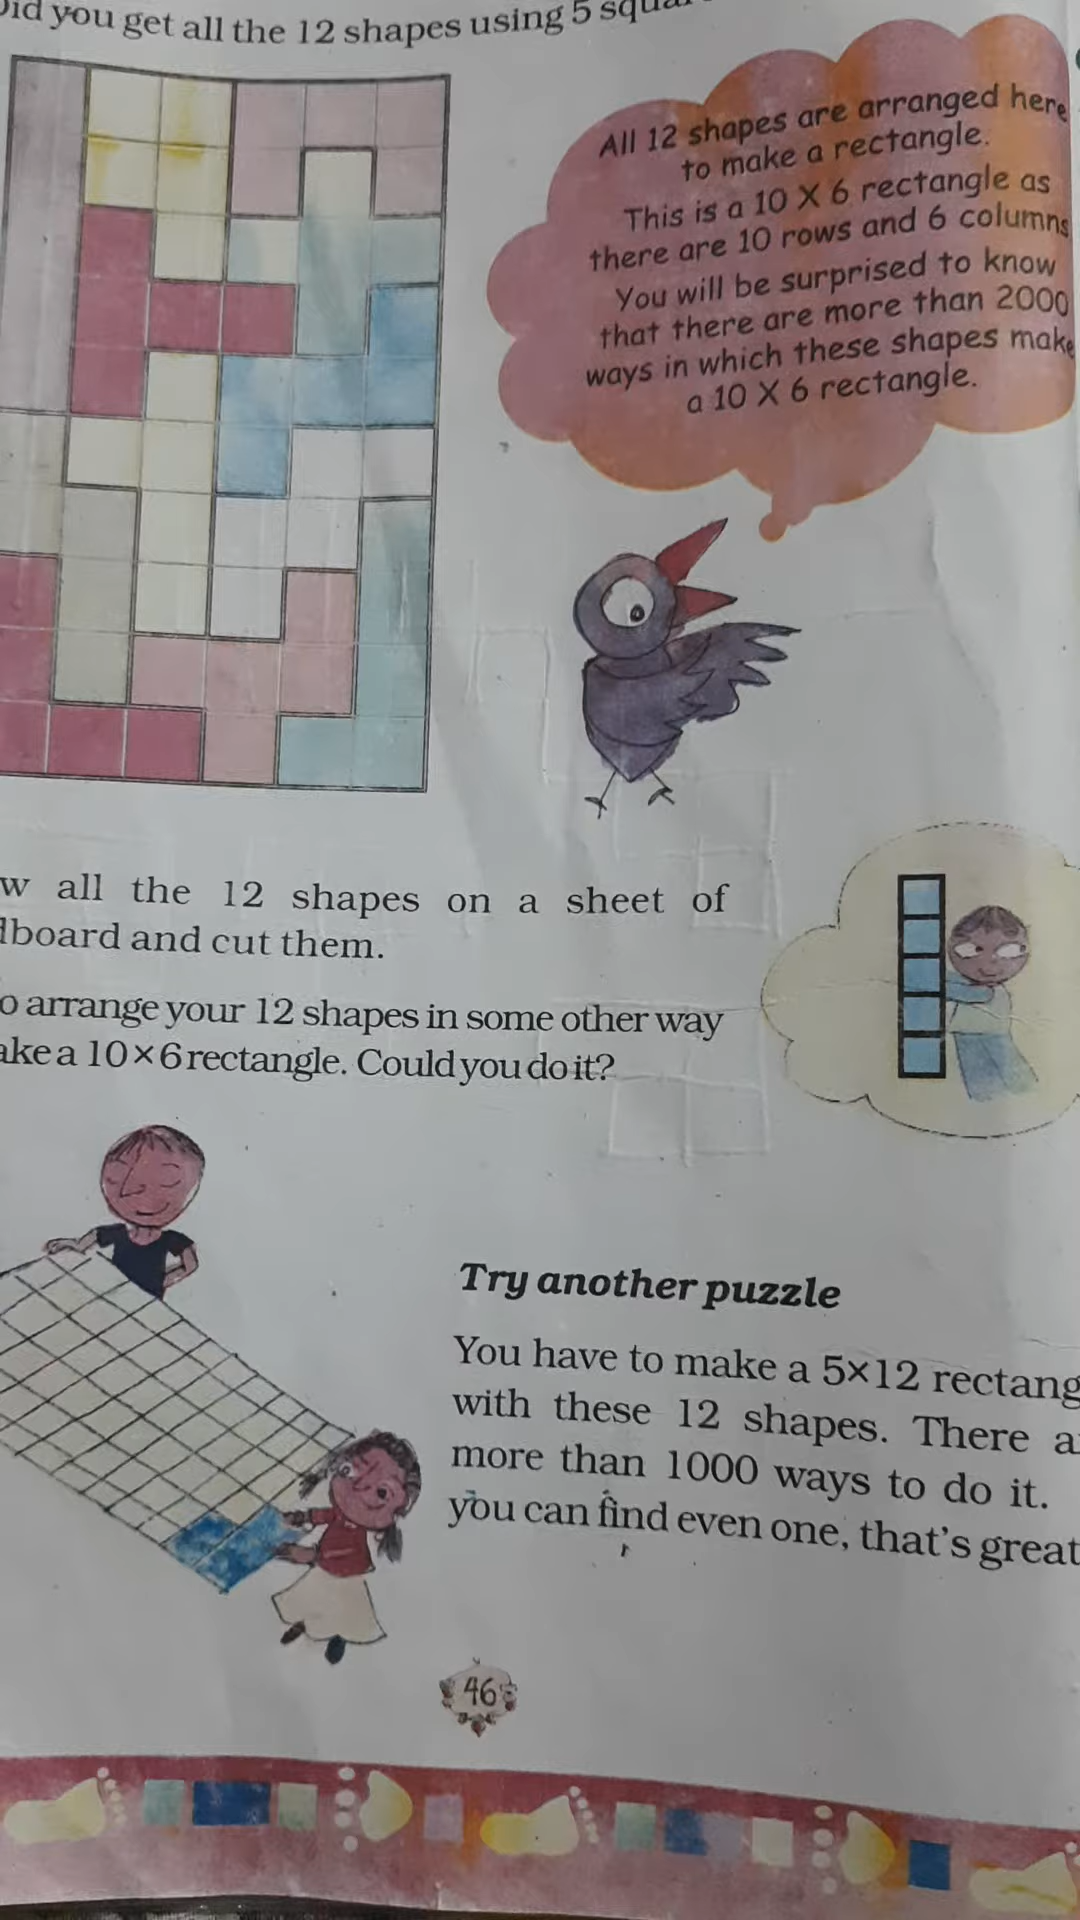 you get all the 12 shapes using 5
All 12 shapes are arranged here
to make a rectangle.
This is a 10 X 6 rectangle as
there are 10 rows and 6 columns
You will be surprised to know
that there are more than 2000
ways in which these shapes make
a 10 X 6 rectangle.
all the 12 shapes on a sheet of
and cut them.
arrange your 12 shapes in some other way
a 10×6 rectangle. Could you do it?
Try another puzzle
You have to make a 5×12
with these 12 shapes. There
more than 1000 ways to do it.
you can find even one, that's great
46